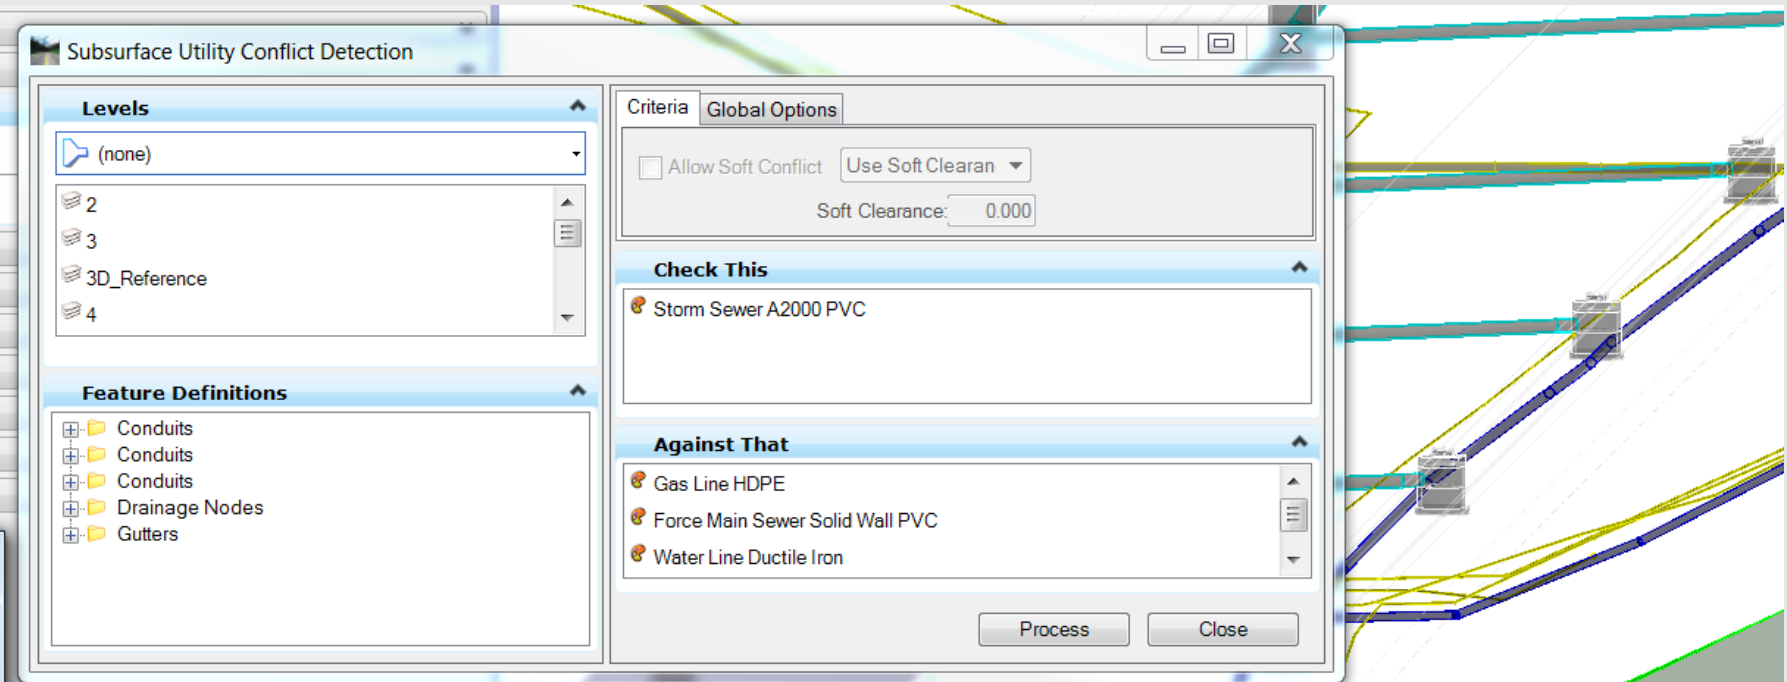 Subsurface Utility Conflict Detection
Levels
(none)
2
3
3D_Reference
4
Feature Definitions
Conduits
Conduits
Conduits
Drainage Nodes
Gutters
Criteria
Global Options
Allow Soft Conflict
Use Soft Clearan
Soft Clearance:
0.000
Check This
Storm Sewer A2000 PVC
Against That
Gas Line HDPE
Force Main Sewer Solid Wall PVC
Water Line Ductile Iron
Process
Close